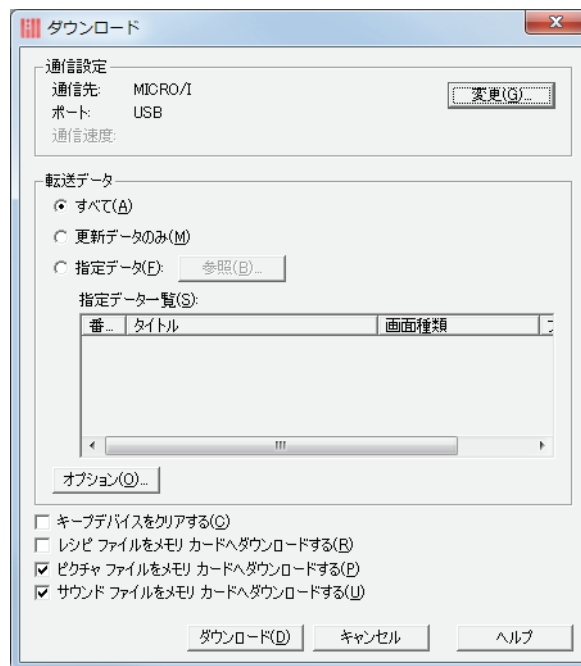 ダウンロード
通信設定
通信先: MICRO/I
変更(G)...
ポート: USB
通信速度:
転送データ
すべて(A)
更新データのみ(M)
指定データ(F): 参照(B)...
指定データ一覧(S):
番... タイトル 画面種類
オプション(O)...
キープデバイスをクリアする(C)
レシピ ファイルをメモリ カードへダウンロードする(R)
ピクチャ ファイルをメモリ カードへダウンロードする(P)
サウンド ファイルをメモリ カードへダウンロードする(U)
ダウンロード(D) キャンセル ヘルプ